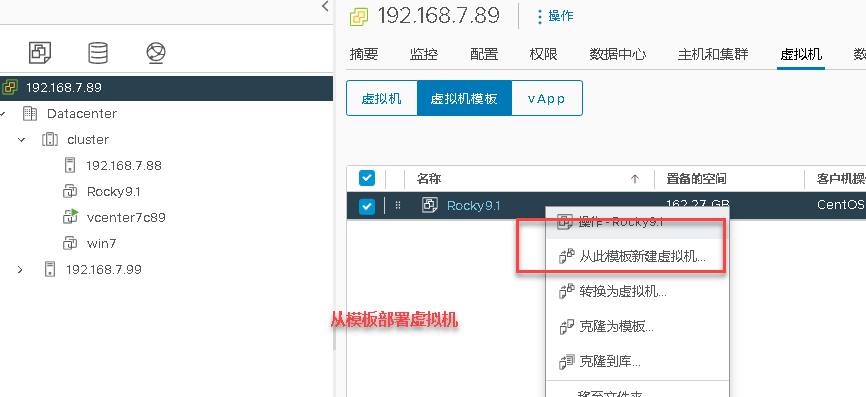 192.168.7.89
操作
摘要 监控 配置 权限 数据中心 主机和集群 虚拟机
192.168.7.89
Datacenter
虚拟机 虚拟机模板 vApp
cluster
192.168.7.88
名称 置备的空间 客户机操
Rocky9.1
Rocky9.1 162.27 GB CentOS
vcenter7c89
操作 - Rocky9.1
win7
从此模板新建虚拟机...
192.168.7.99
转换为虚拟机...
从模板部署虚拟机
克隆为模板...
克隆到库...
移至文件夹